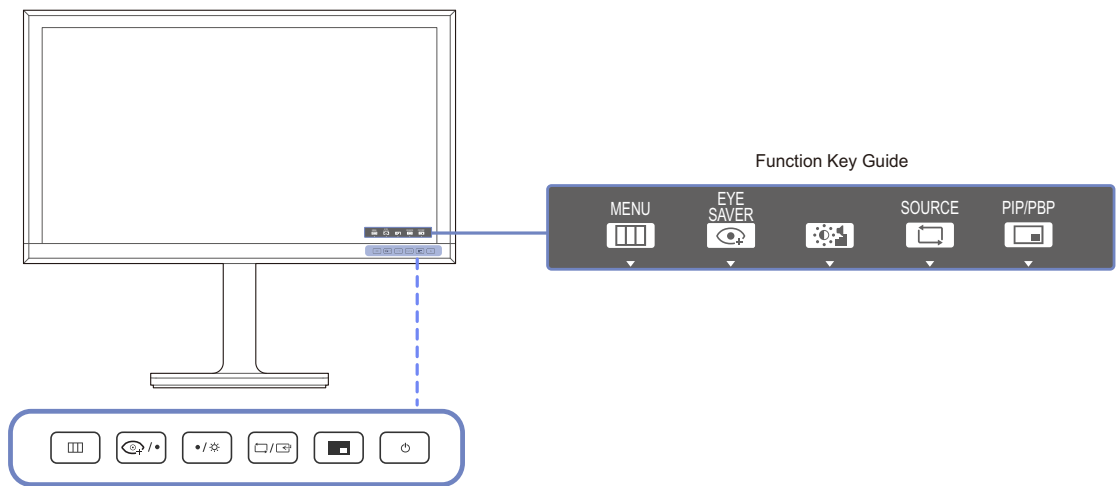 Function Key Guide
MENU
EYE
SAVER
SOURCE
PIP/PBP